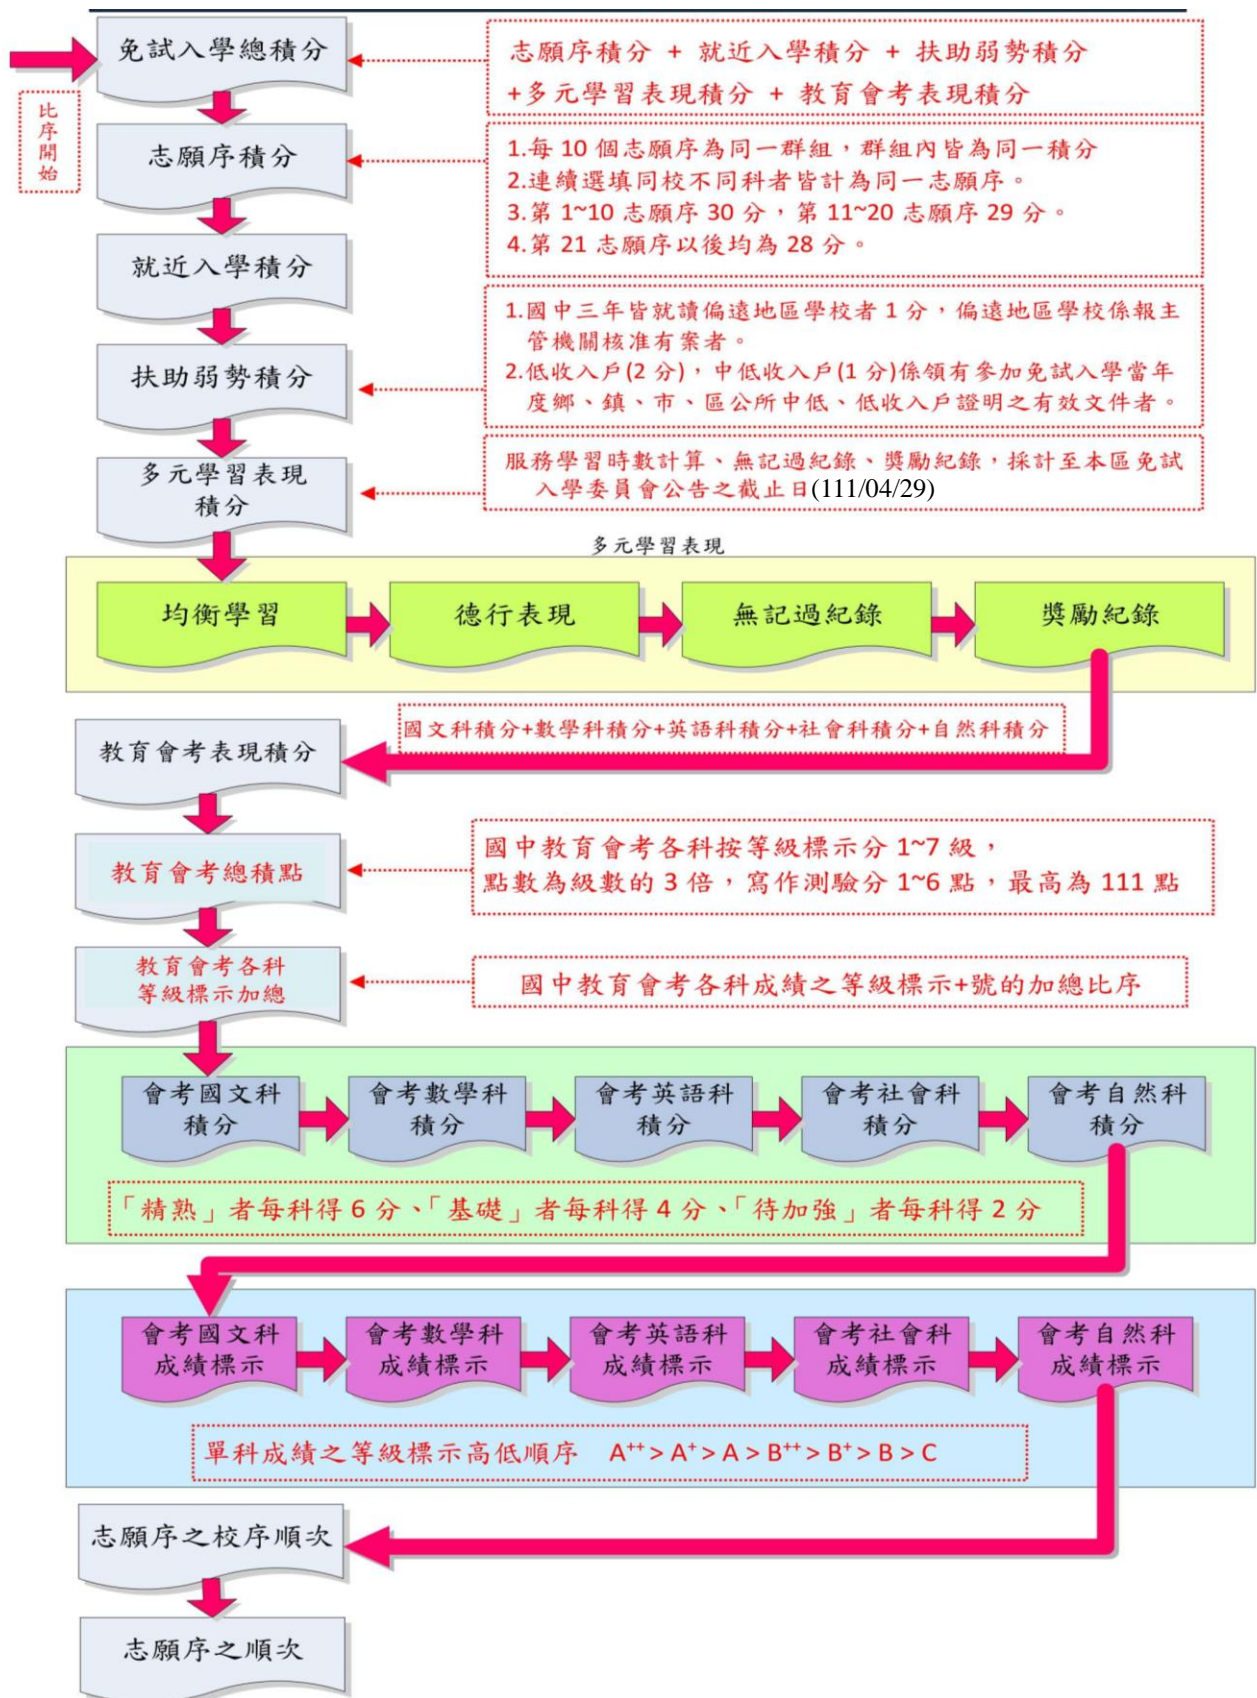 比序開始
免試入學總積分
志願序積分 + 就近入學積分 + 扶助弱勢積分
+多元學習表現積分 + 教育會考表現積分
志願序積分
1.每 10 個志願序為同一群組，群組內皆為同一積分
2.連續選填同校不同科者皆計為同一志願序。
3.第 1~10 志願序 30 分，第 11~20 志願序 29 分。
4.第 21 志願序以後均為 28 分。
就近入學積分
扶助弱勢積分
1.國中三年皆就讀偏遠地區學校者 1 分，偏遠地區學校係報主
管機關核准有案者。
2.低收入戶(2 分)，中低收入戶(1 分)係領有參加免試入學當年
度鄉、鎮、市、區公所中低、低收入戶證明之有效文件者。
多元學習表現
積分
服務學習時數計算、無記過紀錄、獎勵紀錄，採計至本區免試
入學委員會公告之截止日(111/04/29)
多元學習表現
均衡學習
德行表現
無記過紀錄
獎勵紀錄
國文科積分+數學科積分+英語科積分+社會科積分+自然科積分
教育會考表現積分
教育會考總積點
國中教育會考各科按等級標示分 1~7 級，
點數為級數的 3 倍，寫作測驗分 1~6 點，最高為 111 點
教育會考各科
等級標示加總
國中教育會考各科成績之等級標示+號的加總比序
會考國文科
積分
會考數學科
積分
會考英語科
積分
會考社會科
積分
會考自然科
積分
「精熟」者每科得 6 分、「基礎」者每科得 4 分、「待加強」者每科得 2 分
會考國文科
成績標示
會考數學科
成績標示
會考英語科
成績標示
會考社會科
成績標示
會考自然科
成績標示
單科成績之等級標示高低順序 A⁺⁺ > A⁺ > A > B⁺⁺ > B⁺ > B > C
志願序之校序順次
志願序之順次